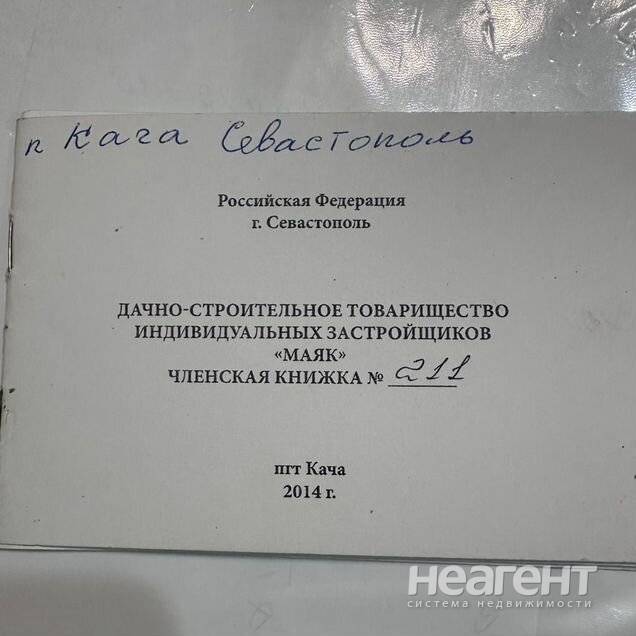 п Кача Севастополь
Российская Федерация
г. Севастополь
ДАЧНО-СТРОИТЕЛЬНОЕ ТОВАРИЩЕСТВО
ИНДИВИДУАЛЬНЫХ ЗАСТРОЙЩИКОВ
«МАЯК»
ЧЛЕНСКАЯ КНИЖКА № 211
пгт Кача
2014 г.
Неагент
система недвижимости